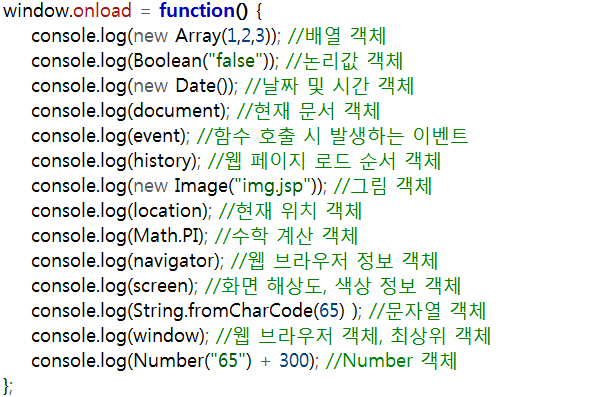 window.onload = function() {
console.log(new Array(1,2,3)); //배열 객체
console.log(Boolean("false")); //논리값 객체
console.log(new Date()); //날짜 및 시간 객체
console.log(document); //현재 문서 객체
console.log(event); //함수 호출 시 발생하는 이벤트
console.log(history); //웹 페이지 로드 순서 객체
console.log(new Image("img.jsp")); //그림 객체
console.log(location); //현재 위치 객체
console.log(Math.PI); //수학 계산 객체
console.log(navigator); //웹 브라우저 정보 객체
console.log(screen); //화면 해상도, 색상 정보 객체
console.log(String.fromCharCode(65) ); //문자열 객체
console.log(window); //웹 브라우저 객체, 최상위 객체
console.log(Number("65") + 300); //Number 객체
};